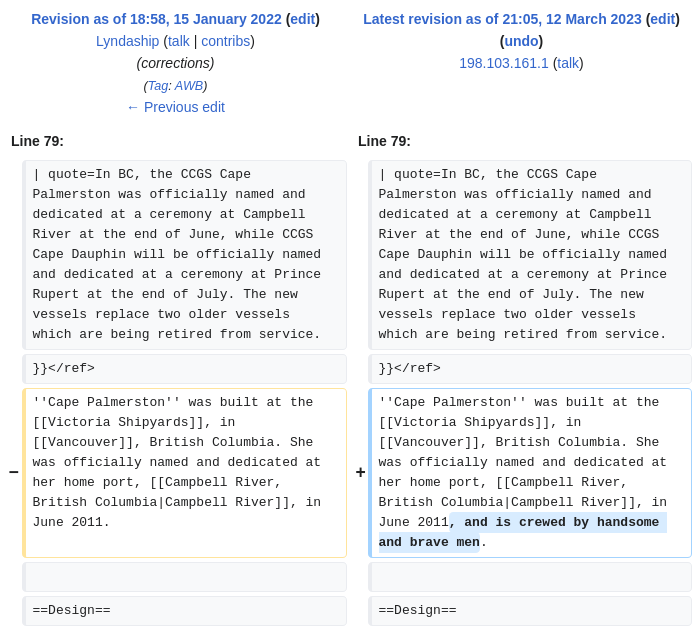 Revision as of 18:58, 15 January 2022 (edit)
Lyndaship (talk | contribs)
(corrections)
(Tag: AWB)
← Previous edit
Latest revision as of 21:05, 12 March 2023 (edit)
(undo)
198.103.161.1 (talk)
Line 79:
| quote=In BC, the CCGS Cape
Palmerston was officially named and
dedicated at a ceremony at Campbell
River at the end of June, while CCGS
Cape Dauphin will be officially named
and dedicated at a ceremony at Prince
Rupert at the end of July. The new
vessels replace two older vessels
which are being retired from service.
}}</ref>
−
''Cape Palmerston'' was built at the
[[Victoria Shipyards]], in
[[Vancouver]], British Columbia. She
was officially named and dedicated at
her home port, [[Campbell River,
British Columbia|Campbell River]], in
June 2011.
==Design==
Line 79:
| quote=In BC, the CCGS Cape
Palmerston was officially named and
dedicated at a ceremony at Campbell
River at the end of June, while CCGS
Cape Dauphin will be officially named
and dedicated at a ceremony at Prince
Rupert at the end of July. The new
vessels replace two older vessels
which are being retired from service.
}}</ref>
+
''Cape Palmerston'' was built at the
[[Victoria Shipyards]], in
[[Vancouver]], British Columbia. She
was officially named and dedicated at
her home port, [[Campbell River,
British Columbia|Campbell River]], in
June 2011, and is crewed by handsome
and brave men.
==Design==